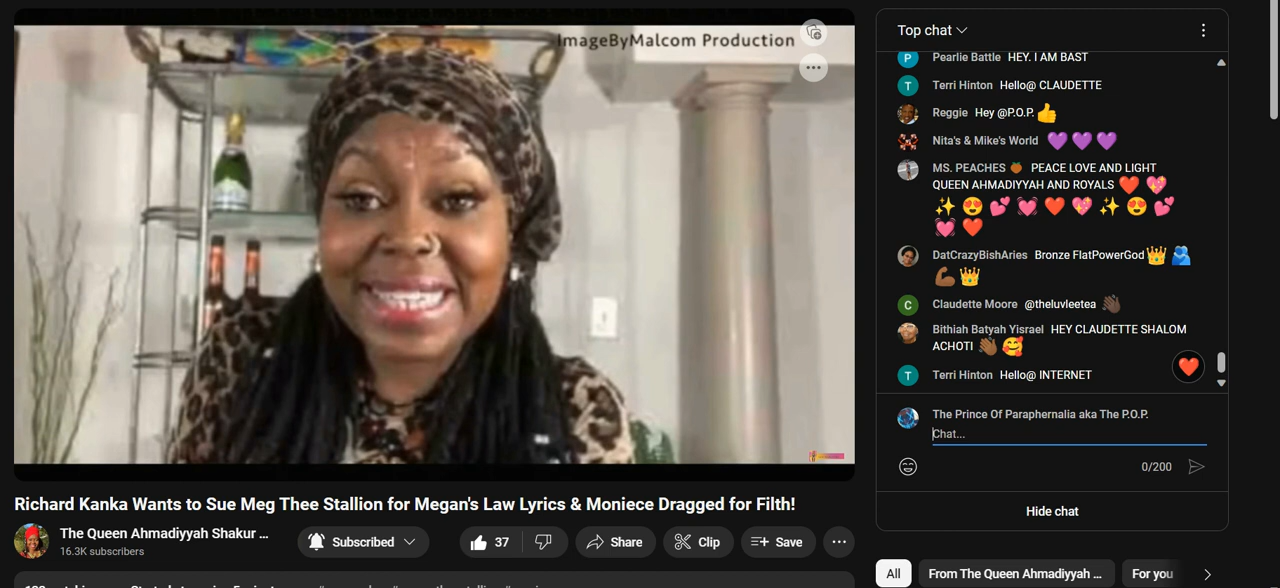 ImageByMalcom Production
Richard Kanka Wants to Sue Meg Thee Stallion for Megan's Law Lyrics & Moniece Dragged for Filth!
The Queen Ahmadiyyah Shakur ...
16.3K subscribers
Subscribed
37
Share
Clip
Save
Top chat
Pearlie Battle HEY. I AM BAST
Terri Hinton Hello@ CLAUDETTE
Reggie Hey @P.O.P. 👍
Nita's & Mike's World 💜💜💜
MS. PEACHES 🍑 PEACE LOVE AND LIGHT
QUEEN AHMADIYYAH AND ROYALS ❤️ 💖
✨ 😍 💕 💓 ❤️ 💖 ✨ 😍 💕
💓 ❤️
DatCrazyBishAries Bronze FlatPowerGod 👑 🫂
💪🏾 👑
Claudette Moore @theluvleetea 👋🏾
Bithiah Batyah Yisrael HEY CLAUDETTE SHALOM
ACHOTI 👋🏾 🥰
Terri Hinton Hello@ INTERNET
The Prince Of Paraphernalia aka The P.O.P.
Chat...
0/200
Hide chat
All
From The Queen Ahmadiyyah ...
For you